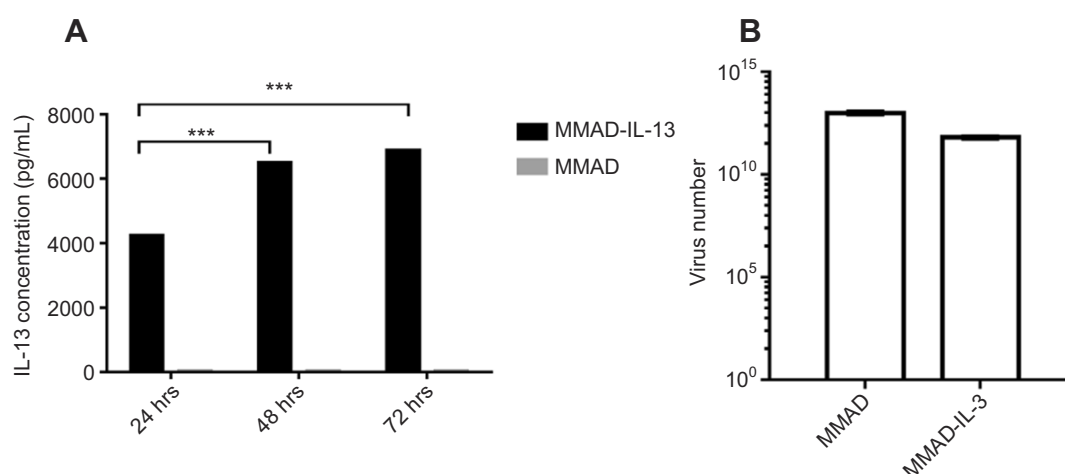 A
IL-13 concentration (pg/mL)
8000
6000
4000
2000
0
***
***
24 hrs
48 hrs
72 hrs
MMAD-IL-13
MMAD
B
Virus number
10^15
10^10
10^5
10^0
MMAD
MMAD-IL-3